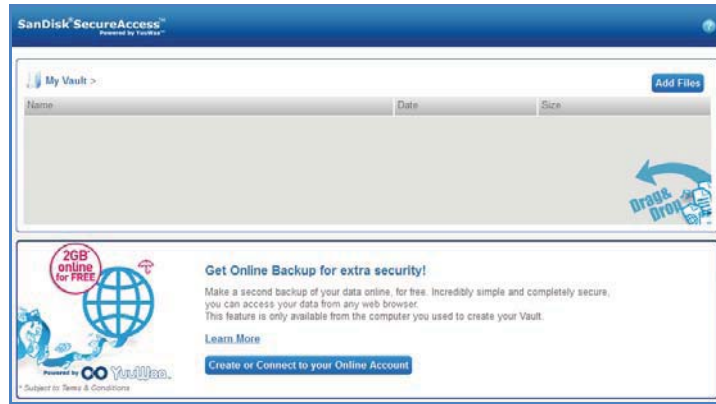 SanDisk® SecureAccess™
Powered by YuuWaa™
?
My Vault >
Add Files
Name Date Size
Drag& Drop
2GB* online for FREE
Get Online Backup for extra security!
Make a second backup of your data online, for free. Incredibly simple and completely secure,
you can access your data from any web browser.
This feature is only available from the computer you used to create your Vault.
Learn More
Create or Connect to your Online Account
Powered by YuuWaa
* Subject to Terms & Conditions